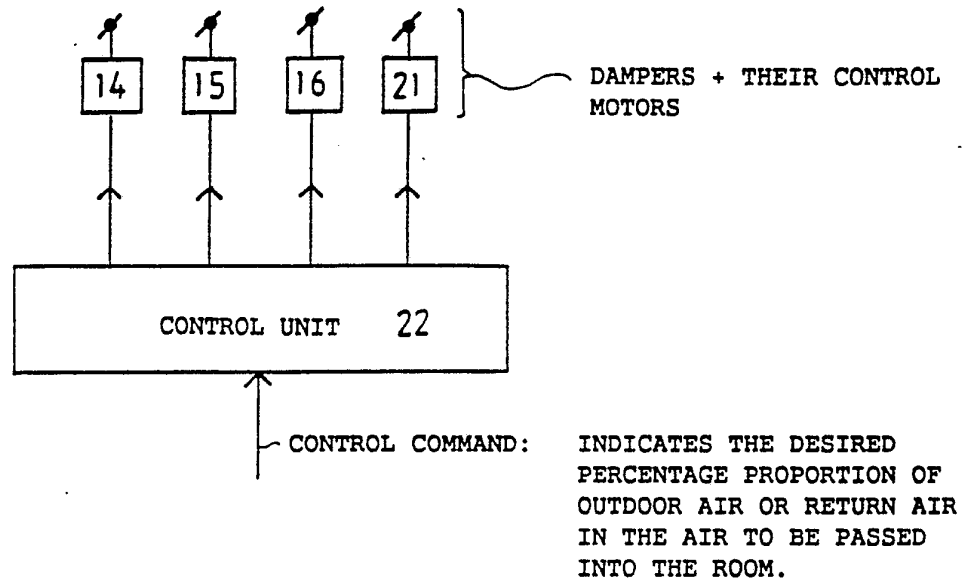 14 15 16 21
DAMPERS + THEIR CONTROL
MOTORS
CONTROL UNIT 22
CONTROL COMMAND: INDICATES THE DESIRED
PERCENTAGE PROPORTION OF
OUTDOOR AIR OR RETURN AIR
IN THE AIR TO BE PASSED
INTO THE ROOM.